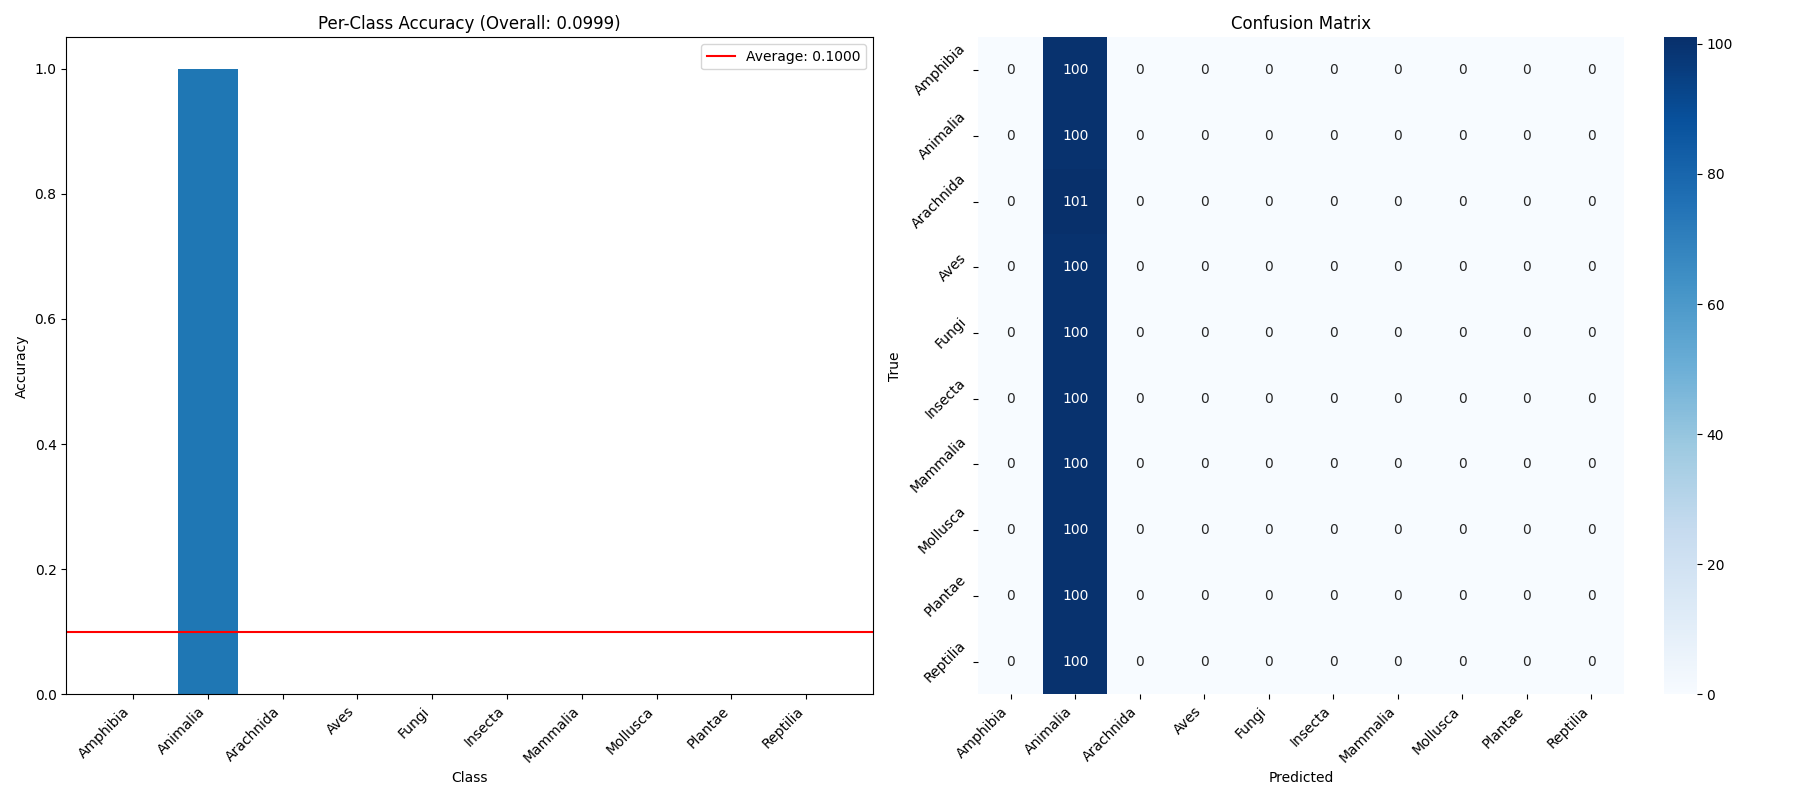 Per-Class Accuracy (Overall: 0.0999)
Average: 0.1000
1.0
0.8
0.6
0.4
0.2
0.0
Accuracy
Amphibia
Animalia
Arachnida
Aves
Fungi
Insecta
Mammalia
Mollusca
Plantae
Reptilia
Class
Confusion Matrix
True
Amphibia 0 100 0 0 0 0 0 0 0 0
Animalia 0 100 0 0 0 0 0 0 0 0
Arachnida 0 101 0 0 0 0 0 0 0 0
Aves 0 100 0 0 0 0 0 0 0 0
Fungi 0 100 0 0 0 0 0 0 0 0
Insecta 0 100 0 0 0 0 0 0 0 0
Mammalia 0 100 0 0 0 0 0 0 0 0
Mollusca 0 100 0 0 0 0 0 0 0 0
Plantae 0 100 0 0 0 0 0 0 0 0
Reptilia 0 100 0 0 0 0 0 0 0 0
Amphibia
Animalia
Arachnida
Aves
Fungi
Insecta
Mammalia
Mollusca
Plantae
Reptilia
Predicted
100
80
60
40
20
0